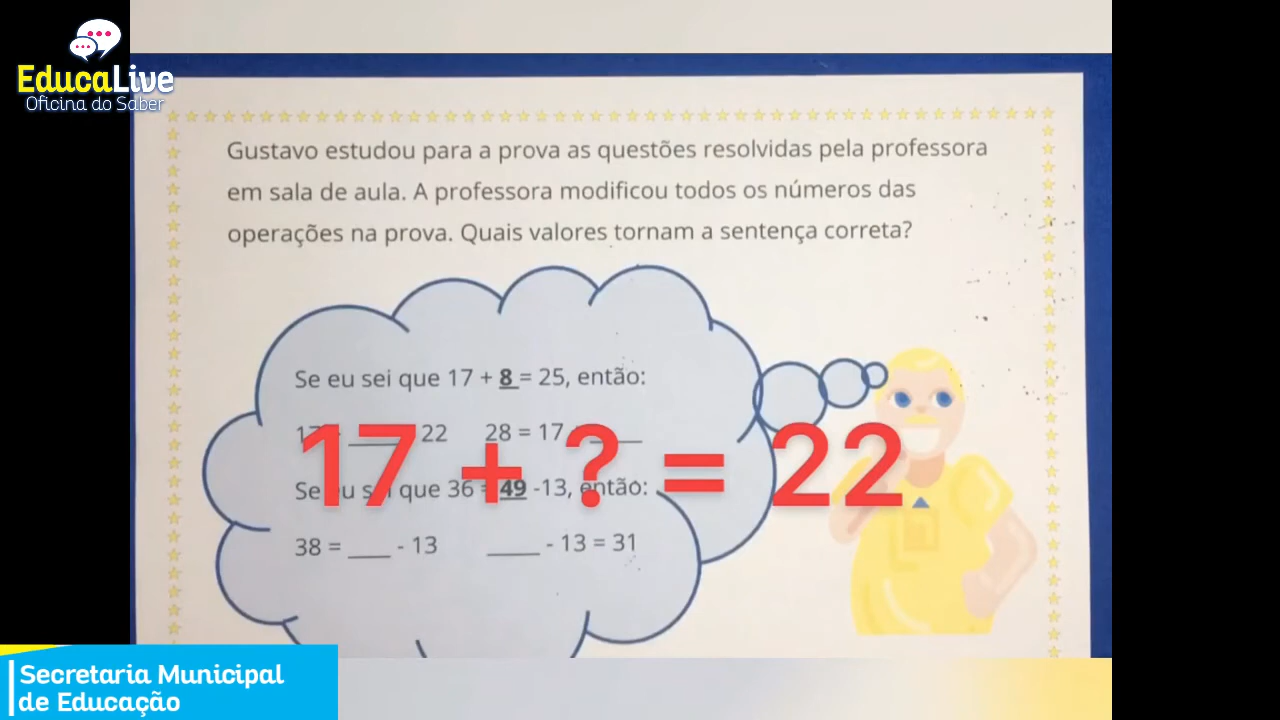 EducaLive
Oficina do Saber
Gustavo estudou para a prova as questões resolvidas pela professora
em sala de aula. A professora modificou todos os números das
operações na prova. Quais valores tornam a sentença correta?
Se eu sei que 17 + 8 = 25, então:
22 28 = 17 ____
17 + ? = 22
Se eu que 36 = 49 -13, então:
38 = ____ - 13 ____ - 13 = 31
Secretaria Municipal
de Educação